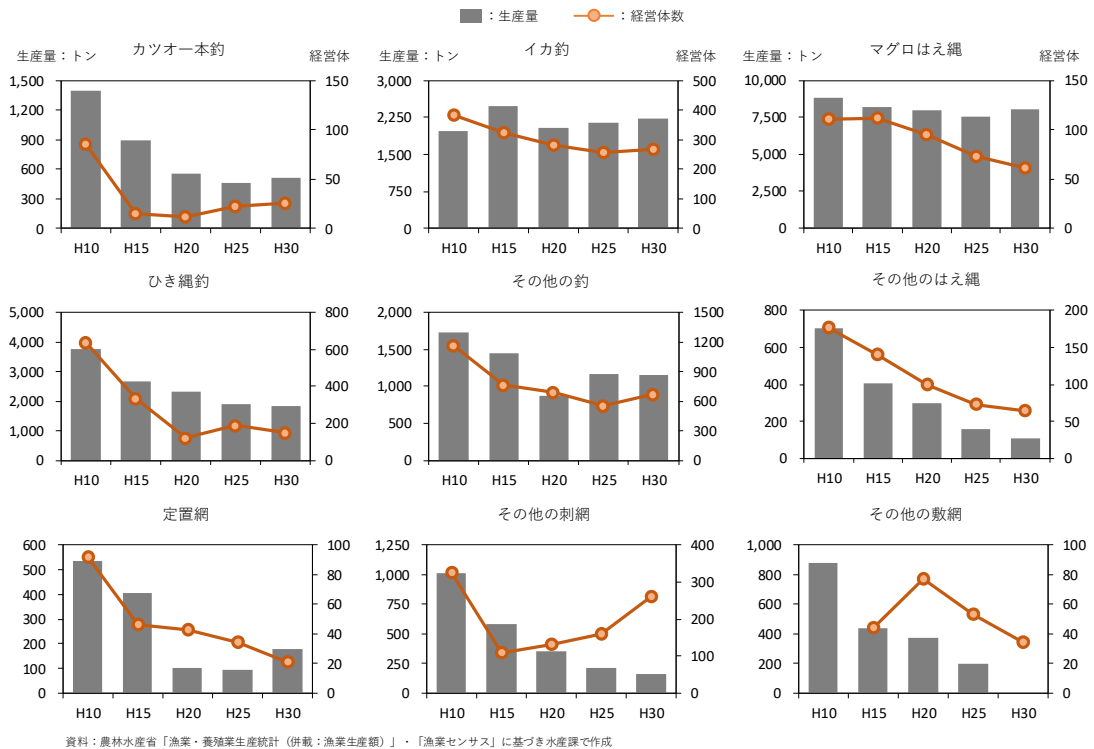 ：生産量 ：経営体数
カツオ一本釣 イカ釣 マグロはえ縄
生産量：トン 経営体 生産量：トン 経営体 生産量：トン 経営体
1,500 1,200 900 600 300 0
150 100 50 0
H10 H15 H20 H25 H30
3,000 2,250 1,500 750 0
500 400 300 200 100 0
H10 H15 H20 H25 H30
10,000 7,500 5,000 2,500 0
150 100 50 0
H10 H15 H20 H25 H30
ひき縄釣 その他の釣 その他のはえ縄
5,000 4,000 3,000 2,000 1,000 0
800 600 400 200 0
H10 H15 H20 H25 H30
2,000 1,500 1,000 500 0
1500 1200 900 600 300 0
H10 H15 H20 H25 H30
800 600 400 200 0
200 150 100 50 0
H10 H15 H20 H25 H30
定置網 その他の刺網 その他の敷網
600 500 400 300 200 100 0
100 80 60 40 20 0
H10 H15 H20 H25 H30
1,250 1,000 750 500 250 0
400 300 200 100 0
H10 H15 H20 H25 H30
1,000 800 600 400 200 0
100 80 60 40 20 0
H10 H15 H20 H25 H30
資料：農林水産省「漁業・養殖業生産統計（併載：漁業生産額）」・「漁業センサス」に基づき水産課で作成